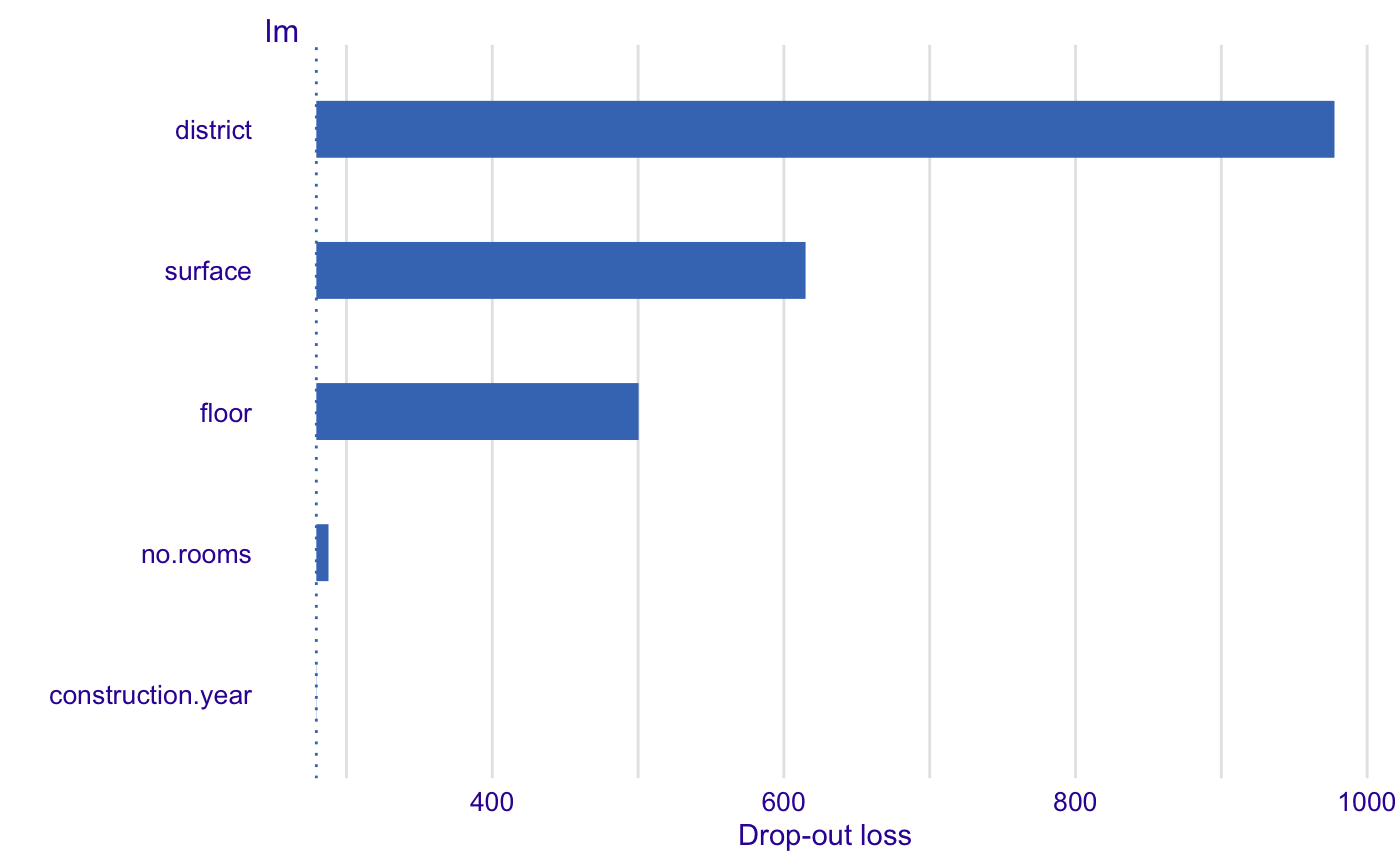 lm
district
surface
floor
no.rooms
construction.year
400 600 800 1000
Drop-out loss